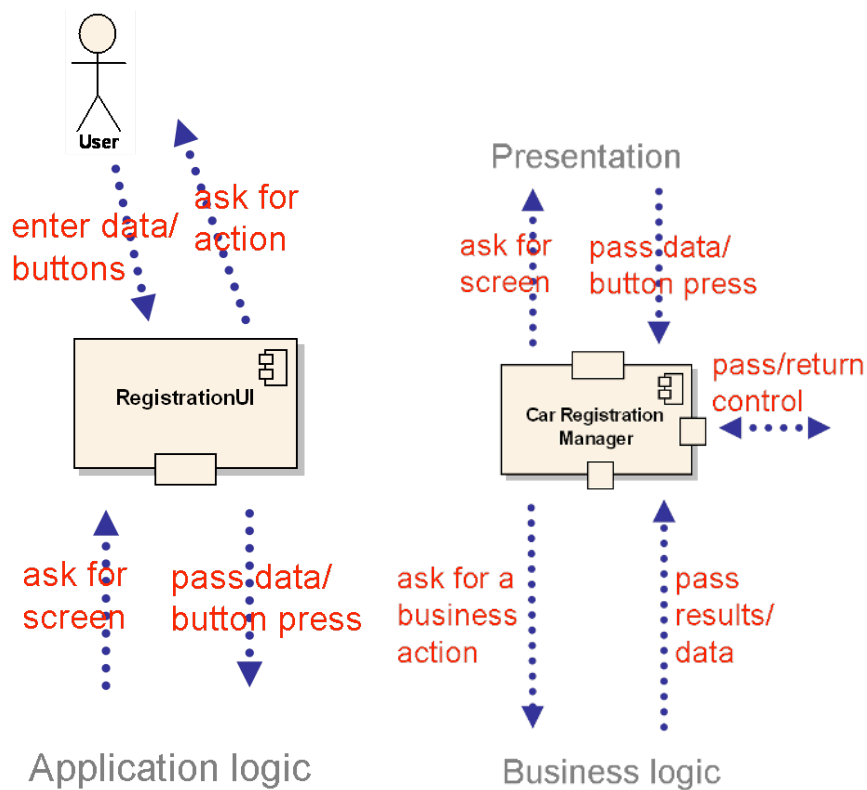 User
enter data/
buttons
ask for
action
RegistrationUI
ask for
screen
pass data/
button press
Application logic
Presentation
ask for
screen
pass data/
button press
Car Registration
Manager
pass/return
control
ask for a
business
action
pass
results/
data
Business logic